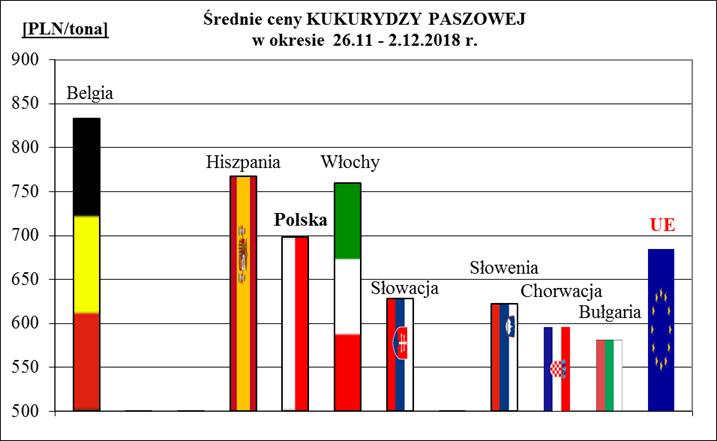 Średnie ceny KUKURYDZY PASZOWEJ
w okresie 26.11 - 2.12.2018 r.
[PLN/tona]
900
850
800
750
700
650
600
550
500
Belgia
Hiszpania
Polska
Włochy
Słowacja
Słowenia
Chorwacja
Bułgaria
UE